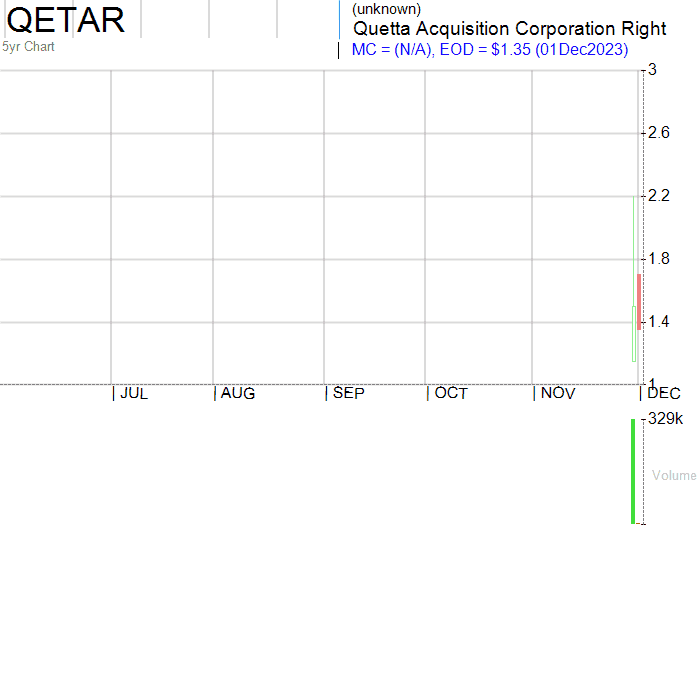 QETAR
5yr Chart
(unknown)
Quetta Acquisition Corporation Right
MC = (N/A), EOD = $1.35 (01Dec2023)
3
2.6
2.2
1.8
1.4
1
JUL AUG SEP OCT NOV DEC
329k
Volume